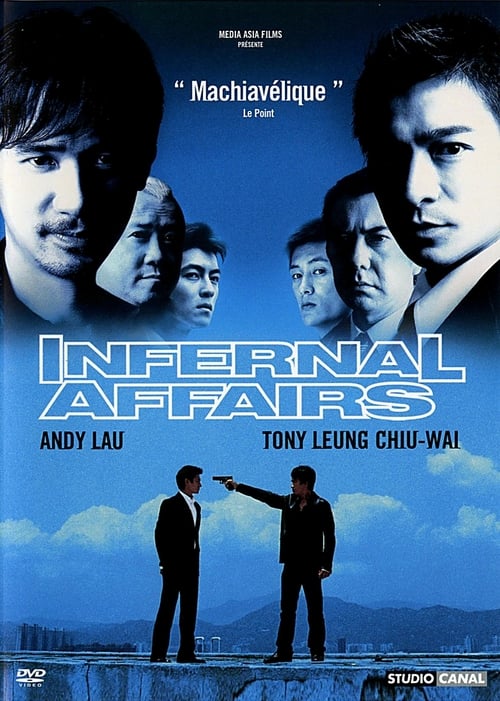 MEDIA ASIA FILMS
PRÉSENTE
“ Machiavélique ”
Le Point
INFERNAL
AFFAIRS
ANDY LAU TONY LEUNG CHIU-WAI
DVD
VIDEO
STUDIO CANAL